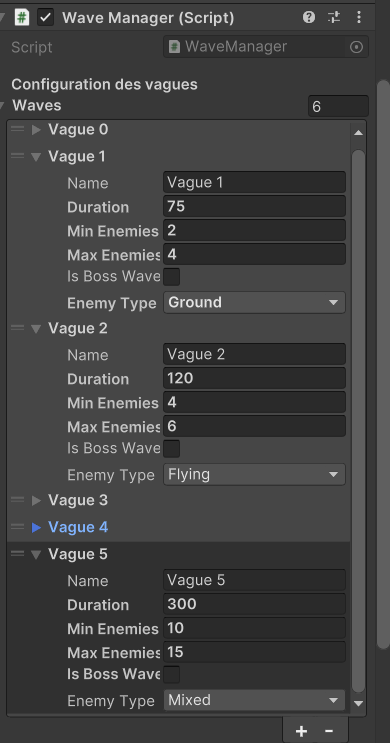 Wave Manager (Script)
Script WaveManager
Configuration des vagues
Waves 6
Vague 0
Vague 1
Name Vague 1
Duration 75
Min Enemies 2
Max Enemies 4
Is Boss Wave
Enemy Type Ground
Vague 2
Name Vague 2
Duration 120
Min Enemies 4
Max Enemies 6
Is Boss Wave
Enemy Type Flying
Vague 3
Vague 4
Vague 5
Name Vague 5
Duration 300
Min Enemies 10
Max Enemies 15
Is Boss Wave
Enemy Type Mixed
+ -